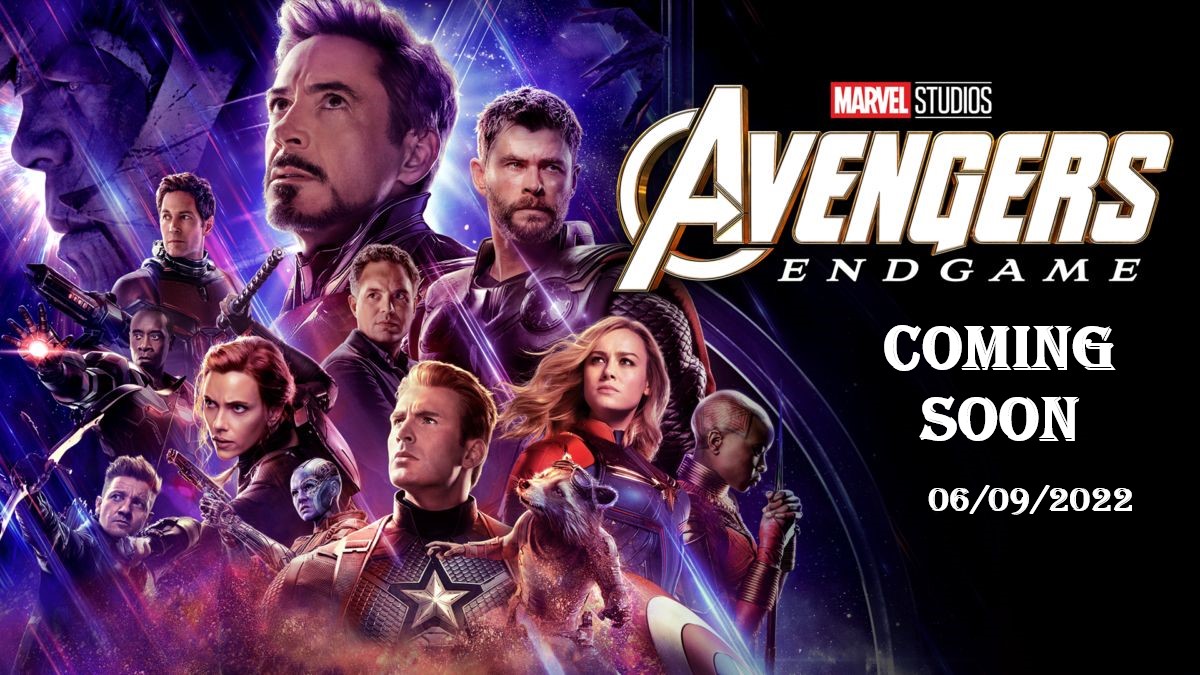 MARVEL STUDIOS
AVENGERS
ENDGAME
COMING
SOON
06/09/2022